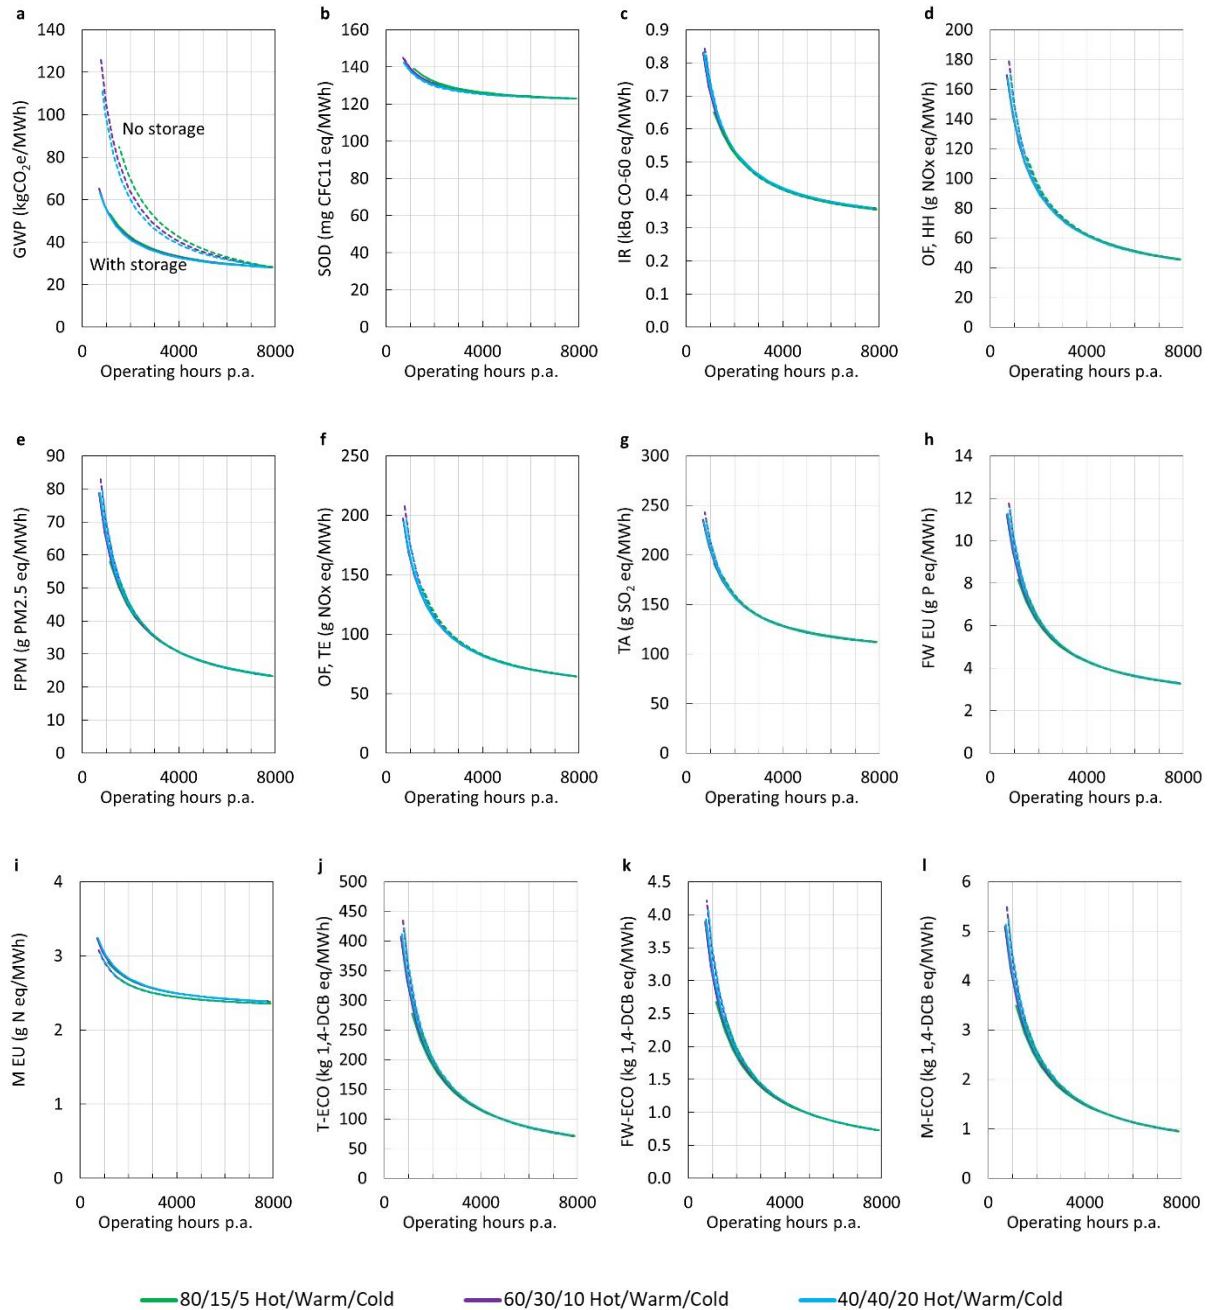 a
GWP (kgCO₂e/MWh)
140
120
100
80
60
40
20
0
No storage
With storage
0 4000 8000
Operating hours p.a.
b
SOD (mg CFC11 eq/MWh)
160
140
120
100
80
60
40
20
0
0 4000 8000
Operating hours p.a.
c
IR (kBq CO-60 eq/MWh)
0.9
0.8
0.7
0.6
0.5
0.4
0.3
0.2
0.1
0.0
0 4000 8000
Operating hours p.a.
d
OF, HH (g NOx eq/MWh)
200
180
160
140
120
100
80
60
40
20
0
0 4000 8000
Operating hours p.a.
e
FPM (g PM2.5 eq/MWh)
90
80
70
60
50
40
30
20
10
0
0 4000 8000
Operating hours p.a.
f
OF, TE (g NOx eq/MWh)
250
200
150
100
50
0
0 4000 8000
Operating hours p.a.
g
TA (g SO₂ eq/MWh)
300
250
200
150
100
50
0
0 4000 8000
Operating hours p.a.
h
FW EU (g P eq/MWh)
14
12
10
8
6
4
2
0
0 4000 8000
Operating hours p.a.
i
M EU (g N eq/MWh)
4
3
2
1
0
0 4000 8000
Operating hours p.a.
j
T-ECO (kg 1,4-DCB eq/MWh)
500
450
400
350
300
250
200
150
100
50
0
0 4000 8000
Operating hours p.a.
k
FW-ECO (kg 1,4-DCB eq/MWh)
4.5
4.0
3.5
3.0
2.5
2.0
1.5
1.0
0.5
0.0
0 4000 8000
Operating hours p.a.
l
M-ECO (kg 1,4-DCB eq/MWh)
6
5
4
3
2
1
0
0 4000 8000
Operating hours p.a.
80/15/5 Hot/Warm/Cold
60/30/10 Hot/Warm/Cold
40/40/20 Hot/Warm/Cold